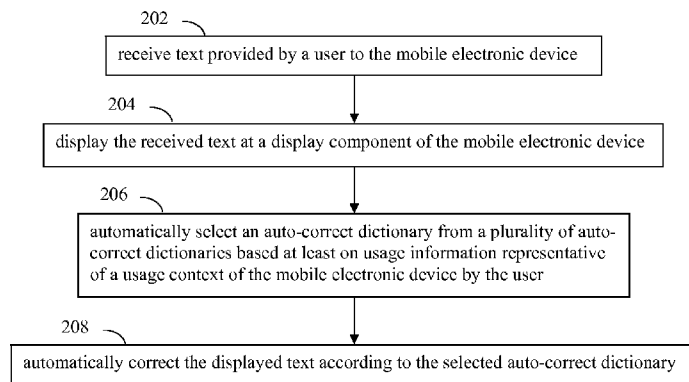 202
receive text provided by a user to the mobile electronic device
204
display the received text at a display component of the mobile electronic device
206
automatically select an auto-correct dictionary from a plurality of auto-
correct dictionaries based at least on usage information representative
of a usage context of the mobile electronic device by the user
208
automatically correct the displayed text according to the selected auto-correct dictionary